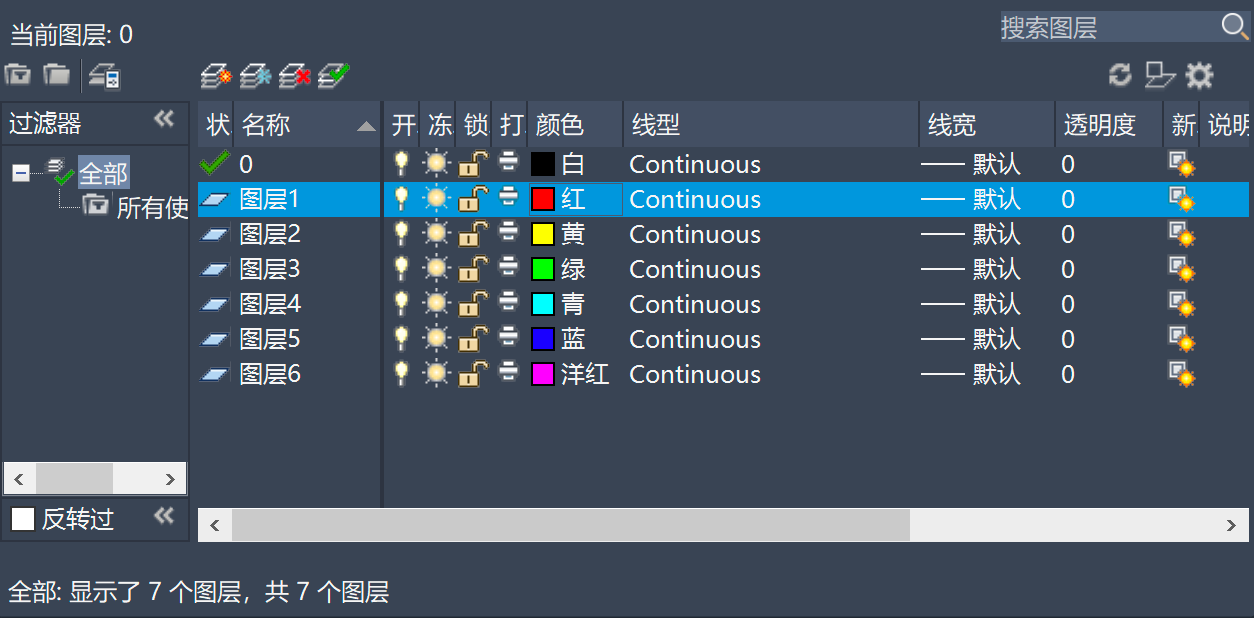 当前图层: 0
搜索图层
过滤器
全部
所有使
反转过
状 名称 开 冻 锁 打 颜色 线型 线宽 透明度 新 说明
0 白 Continuous 默认 0
图层1 红 Continuous 默认 0
图层2 黄 Continuous 默认 0
图层3 绿 Continuous 默认 0
图层4 青 Continuous 默认 0
图层5 蓝 Continuous 默认 0
图层6 洋红 Continuous 默认 0
全部: 显示了 7 个图层，共 7 个图层